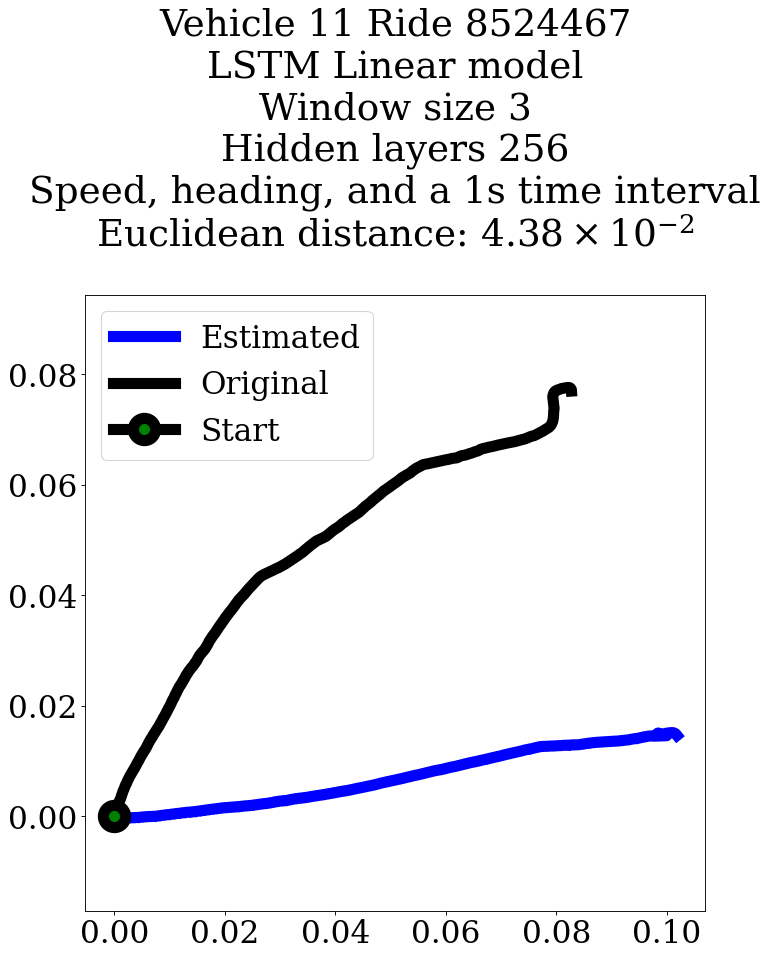 Vehicle 11 Ride 8524467
LSTM Linear model
Window size 3
Hidden layers 256
Speed, heading, and a 1s time interval
Euclidean distance: 4.38 × 10⁻²
Estimated
Original
Start
0.08
0.06
0.04
0.02
0.00
0.00 0.02 0.04 0.06 0.08 0.10